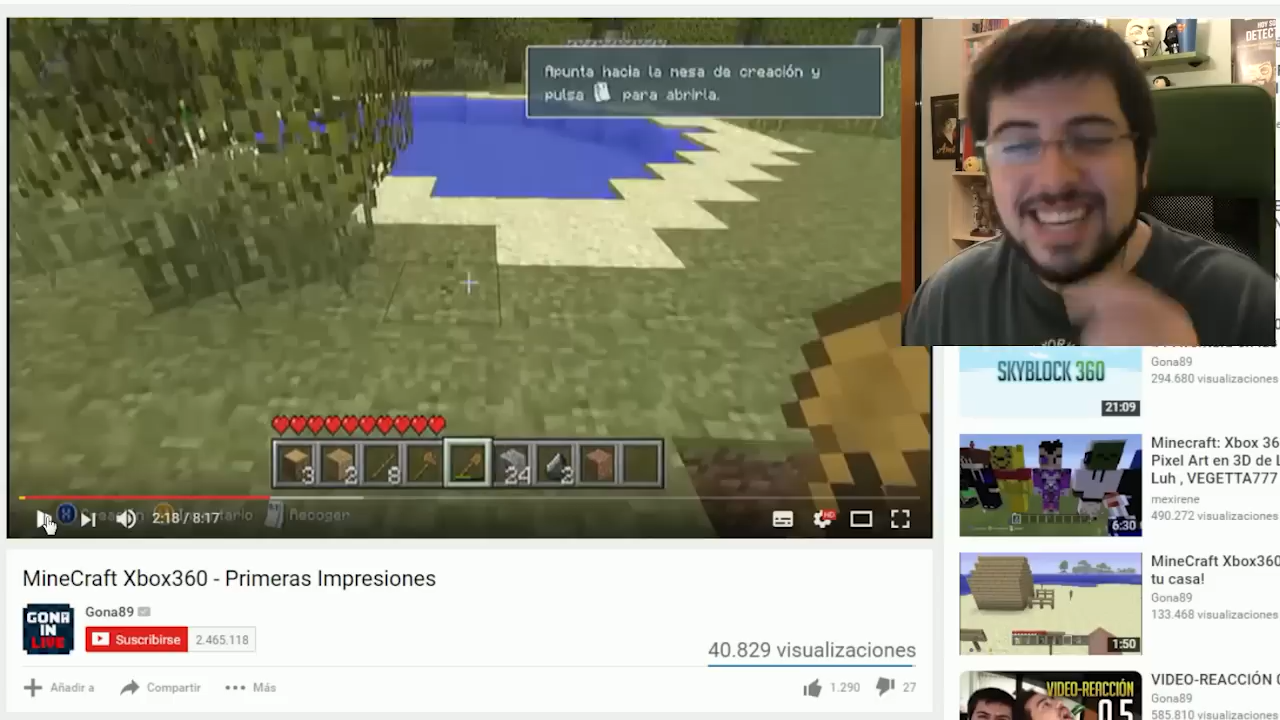 Apunta hacia la mesa de creación y
pulsa para abrirla.
3
2
8
24
2
2:18 / 8:17
Recoger
HD
MineCraft Xbox360 - Primeras Impresiones
GONA
IN
LIVE
Gona89
Suscribirse
2.465.118
40.829 visualizaciones
Añadir a
Compartir
Más
1.290
27
DETECT
SKYBLOCK 360
21:09
Gona89
294.680 visualizaciones
6:30
Minecraft: Xbox 36
Pixel Art en 3D de L
Luh , VEGETTA777
mexirene
490.272 visualizaciones
1:50
MineCraft Xbox360
tu casa!
Gona89
133.468 visualizaciones
VIDEO-REACCIÓN
0.5
VIDEO-REACCIÓN
Gona89
585.810 visualizaciones